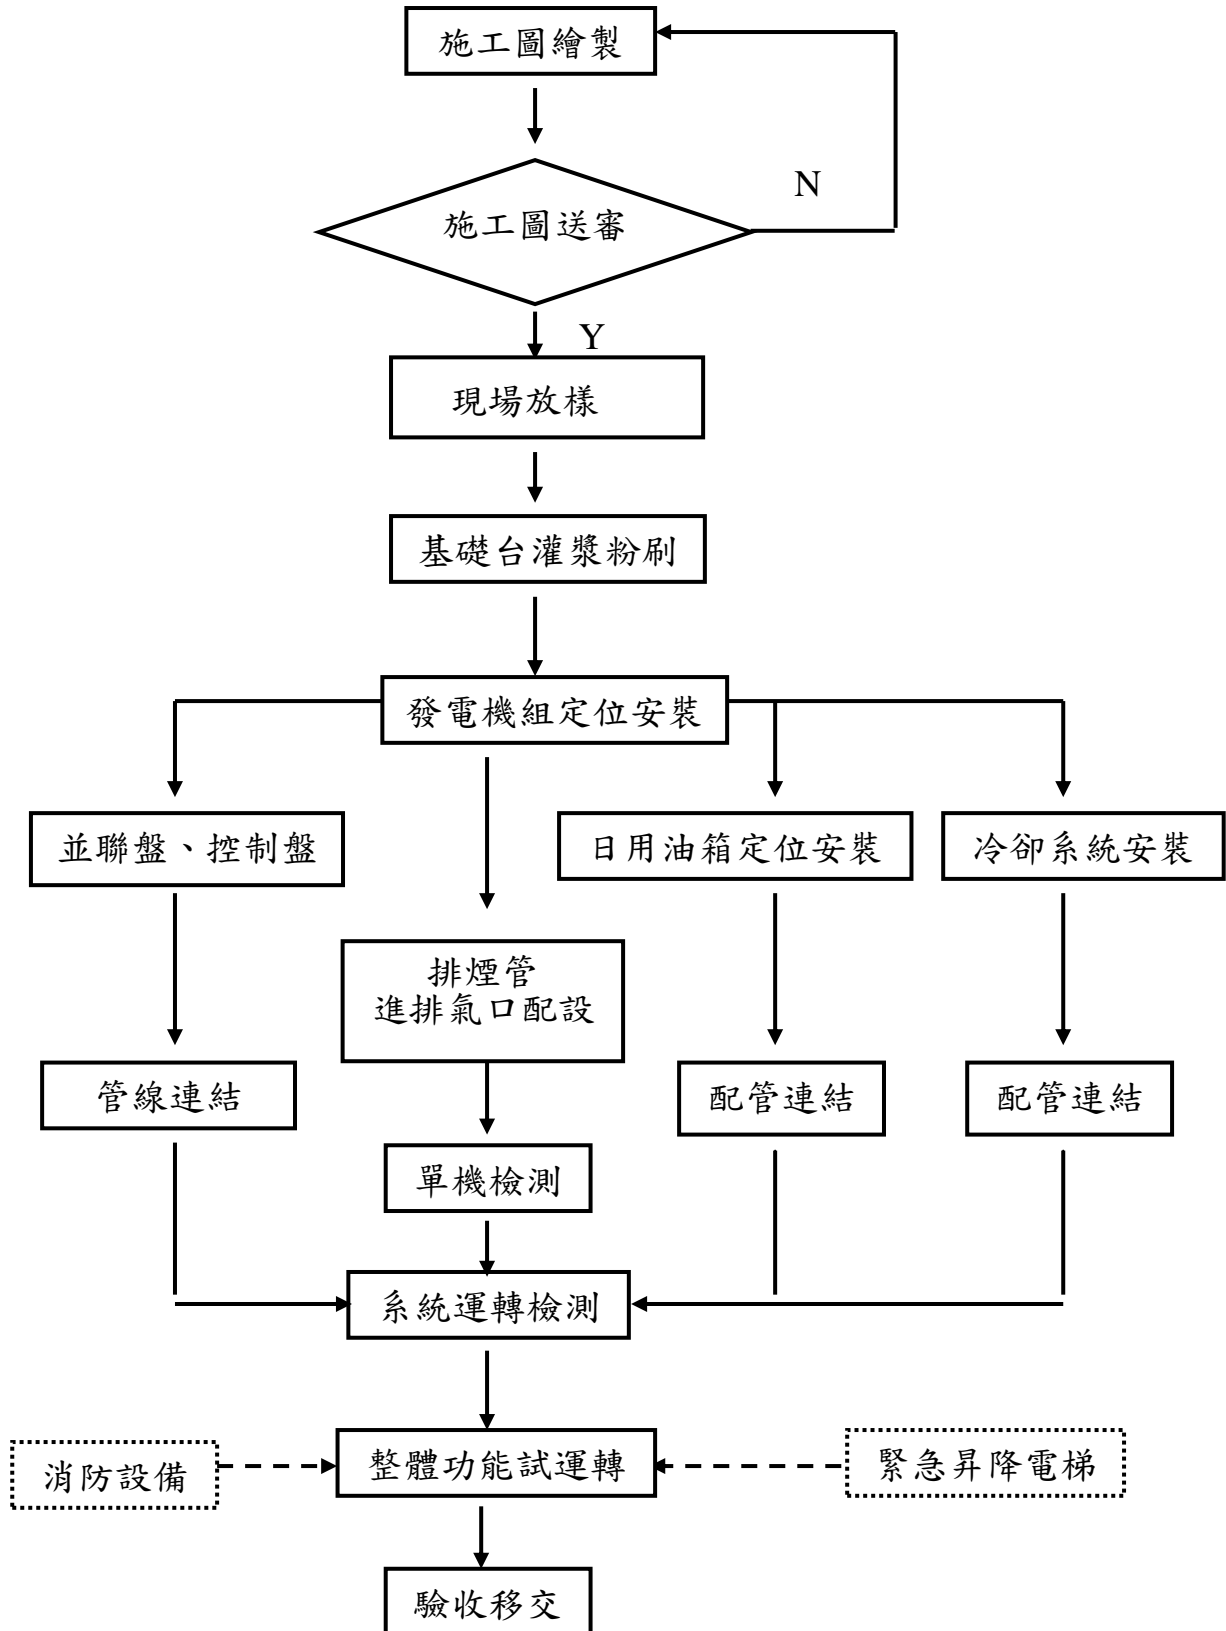 施工圖繪製
N
施工圖送審
Y
現場放樣
基礎台灌漿粉刷
發電機組定位安裝
並聯盤、控制盤
日用油箱定位安裝
冷卻系統安裝
排煙管
進排氣口配設
管線連結
配管連結
配管連結
單機檢測
系統運轉檢測
消防設備
整體功能試運轉
緊急昇降電梯
驗收移交